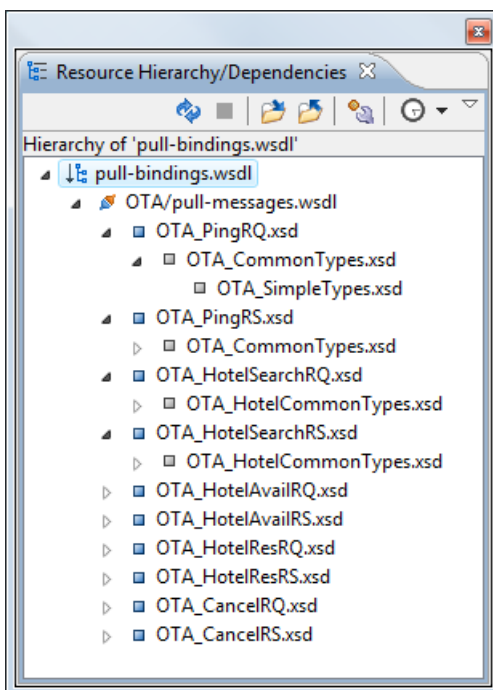 Resource Hierarchy/Dependencies
Hierarchy of 'pull-bindings.wsdl'
pull-bindings.wsdl
OTA/pull-messages.wsdl
OTA_PingRQ.xsd
OTA_CommonTypes.xsd
OTA_SimpleTypes.xsd
OTA_PingRS.xsd
OTA_CommonTypes.xsd
OTA_HotelSearchRQ.xsd
OTA_HotelCommonTypes.xsd
OTA_HotelSearchRS.xsd
OTA_HotelCommonTypes.xsd
OTA_HotelAvailRQ.xsd
OTA_HotelAvailRS.xsd
OTA_HotelResRQ.xsd
OTA_HotelResRS.xsd
OTA_CancelRQ.xsd
OTA_CancelRS.xsd